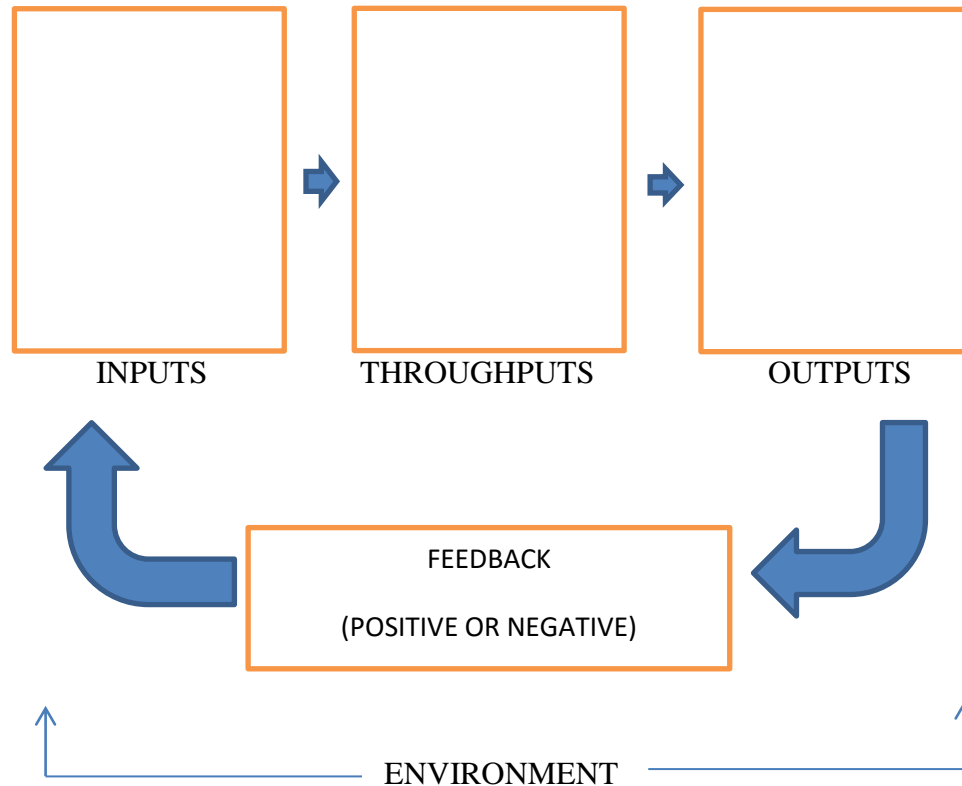 INPUTS
THROUGHPUTS
OUTPUTS
FEEDBACK
(POSITIVE OR NEGATIVE)
ENVIRONMENT